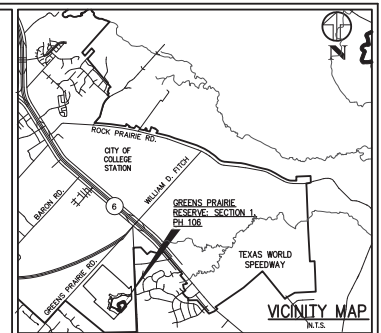 N
ROCK PRAIRIE RD.
CITY OF
COLLEGE
STATION
WILLIAM D. FITCH
BARON RD.
6
GREENS PRAIRIE
RESERVE: SECTION 1,
PH 106
GREENS PRAIRIE RD.
TEXAS WORLD
SPEEDWAY
VICINITY MAP
N.T.S.